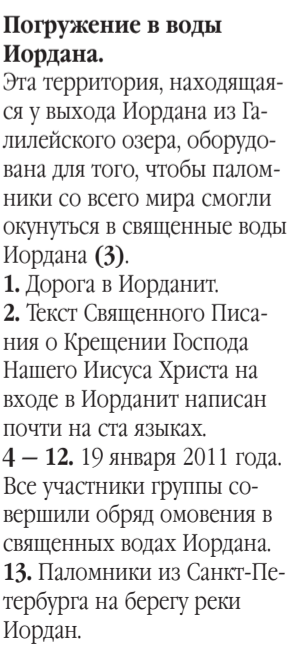 Погружение в воды
Иордана.
Эта территория, находящая-
ся у выхода Иордана из Га-
лилейского озера, оборудо-
вана для того, чтобы палом-
ники со всего мира смогли
окунуться в священные воды
Иордана (3).
1. Дорога в Иорданит.
2. Текст Священного Писа-
ния о Крещении Господа
Нашего Иисуса Христа на
входе в Иорданит написан
почти на ста языках.
4 – 12. 19 января 2011 года.
Все участники группы со-
вершили обряд омовения в
священных водах Иордана.
13. Паломники из Санкт-Пе-
тербурга на берегу реки
Иордан.